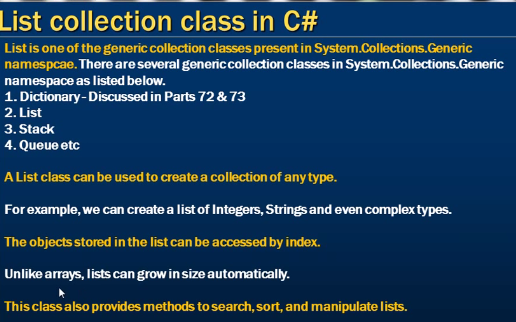 List collection class in C#
List is one of the generic collection classes present in System.Collections.Generic
namespcae. There are several generic collection classes in System.Collections.Generic
namespace as listed below.
1. Dictionary - Discussed in Parts 72 & 73
2. List
3. Stack
4. Queue etc
A List class can be used to create a collection of any type.
For example, we can create a list of Integers, Strings and even complex types.
The objects stored in the list can be accessed by index.
Unlike arrays, lists can grow in size automatically.
This class also provides methods to search, sort, and manipulate lists.